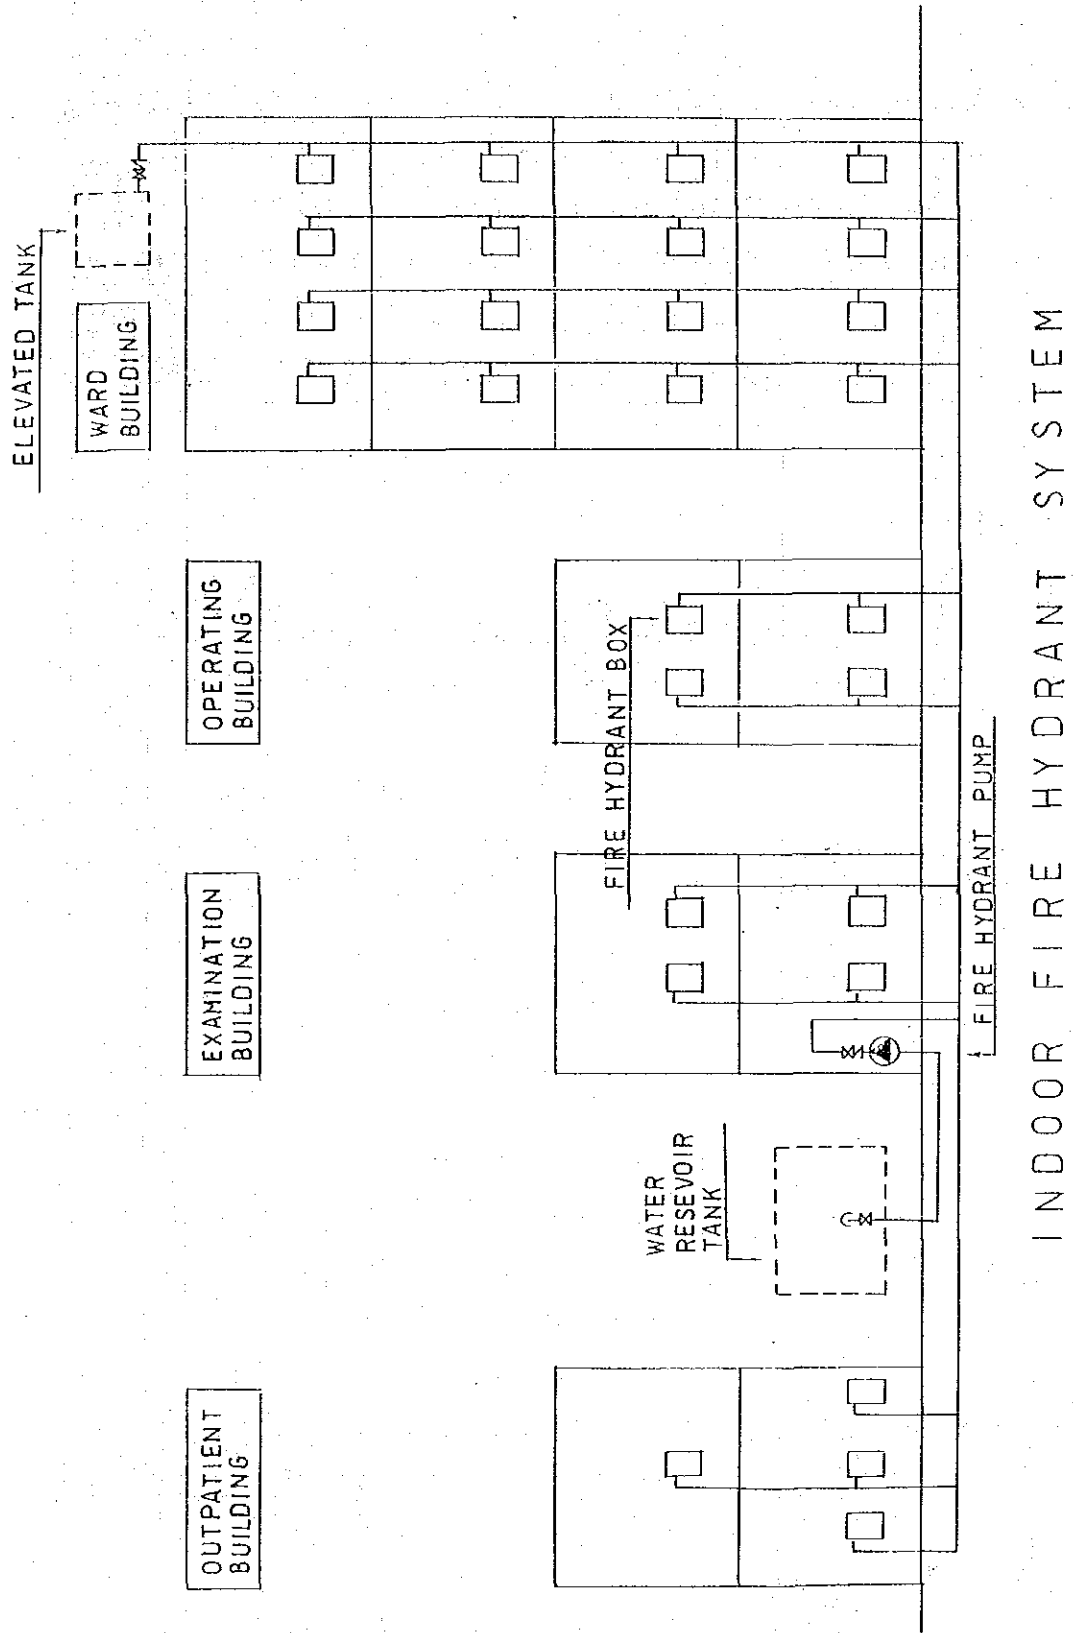 OUTPATIENT
BUILDING
EXAMINATION
BUILDING
OPERATING
BUILDING
WARD
BUILDING
ELEVATED TANK
WATER
RESEVOIR
TANK
FIRE HYDRANT BOX
FIRE HYDRANT PUMP
INDOOR FIRE HYDRANT SYSTEM